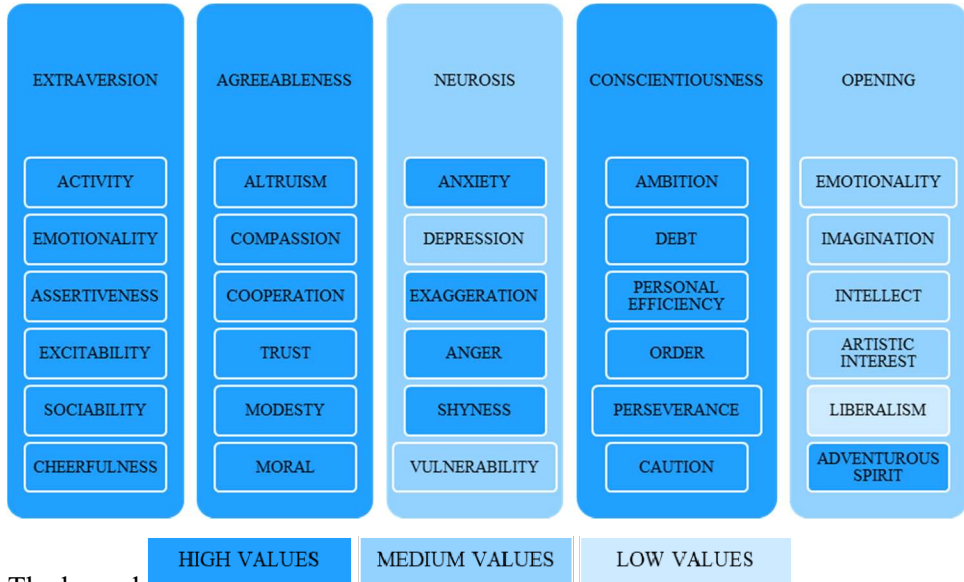 EXTRAVERSION
ACTIVITY
EMOTIONALITY
ASSERTIVENESS
EXCITABILITY
SOCIABILITY
CHEERFULNESS
AGREEABLENESS
ALTRUISM
COMPASSION
COOPERATION
TRUST
MODESTY
MORAL
NEUROSIS
ANXIETY
DEPRESSION
EXAGGERATION
ANGER
SHYNESS
VULNERABILITY
CONSCIENTIOUSNESS
AMBITION
DEBT
PERSONAL
EFFICIENCY
ORDER
PERSEVERANCE
CAUTION
OPENING
EMOTIONALITY
IMAGINATION
INTELLECT
ARTISTIC
INTEREST
LIBERALISM
ADVENTUROUS
SPIRIT
HIGH VALUES
MEDIUM VALUES
LOW VALUES